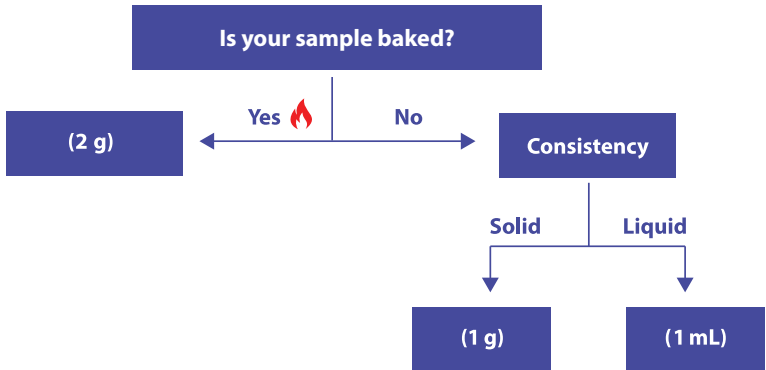 Is your sample baked?
Yes
No
(2 g)
Consistency
Solid
Liquid
(1 g)
(1 mL)